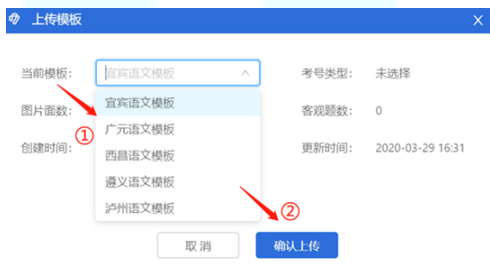 上传模板 X
当前模板： 宜宾语文模板 考号类型： 未选择
图片面数： 宜宾语文模板 客观题数： 0
① 广元语文模板
创建时间： 西昌语文模板 更新时间： 2020-03-29 16:31
遵义语文模板
泸州语文模板 ②
取消 确认上传